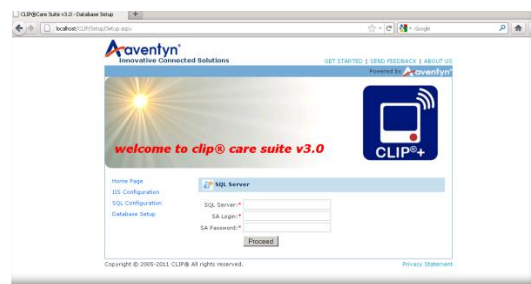 CLIP®Care Suite v3.0 - Database Setup
localhost/CLIP/Setup/Setup.aspx
Google
aventyn®
Innovative Connected Solutions
GET STARTED | SEND FEEDBACK | ABOUT US
Powered by aventyn®
welcome to clip® care suite v3.0
CLIP®+
Home Page
IIS Configuration
SQL Configuration
Database Setup
SQL Server
SQL Server:*
SA Login:*
SA Password:*
Proceed
Copyright © 2005-2011 CLIP® All rights reserved.
Privacy Statement